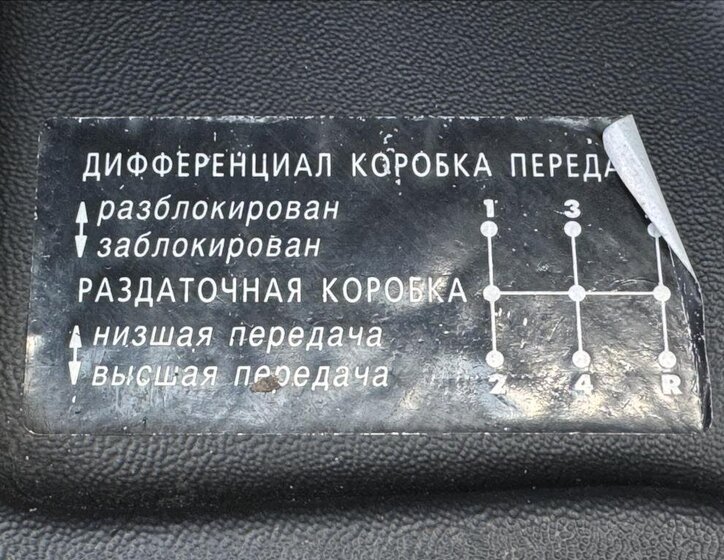 ДИФФЕРЕНЦИАЛ КОРОБКА ПЕРЕДА
разблокирован
заблокирован
1 3
РАЗДАТОЧНАЯ КОРОБКА
низшая передача
высшая передача
2 4 R